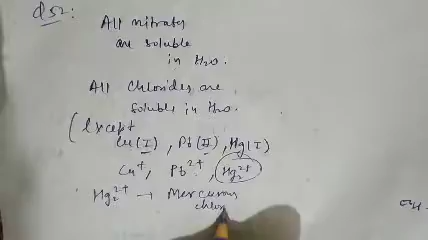 Q52:
All nitrates
are soluble
in H₂O.
All chlorides are
soluble in H₂O.
(Except
Cu(I), Pb(II), Hg(I)
Cu⁺, Pb²⁺, Hg₂²⁺
Hg₂²⁺ → Mercurous
chlo